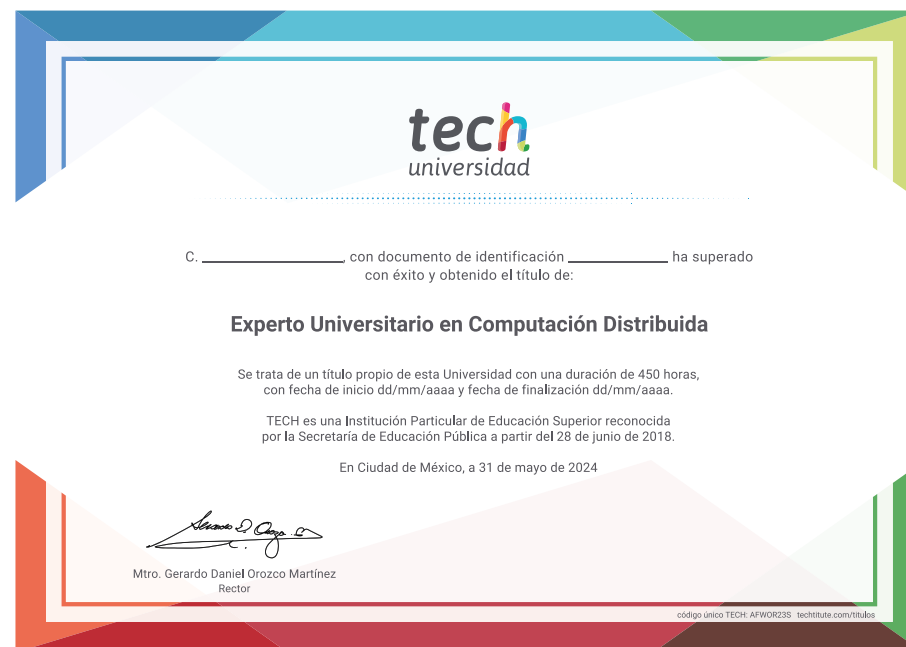 tech
universidad
C. ____________, con documento de identificación ____________ ha superado
con éxito y obtenido el título de:
Experto Universitario en Computación Distribuida
Se trata de un título propio de esta Universidad con una duración de 450 horas,
con fecha de inicio dd/mm/aaaa y fecha de finalización dd/mm/aaaa.
TECH es una Institución Particular de Educación Superior reconocida
por la Secretaría de Educación Pública a partir del 28 de junio de 2018.
En Ciudad de México, a 31 de mayo de 2024
Mtro. Gerardo Daniel Orozco Martínez
Rector
código único TECH: AFWOR23S techtitute.com/titulos